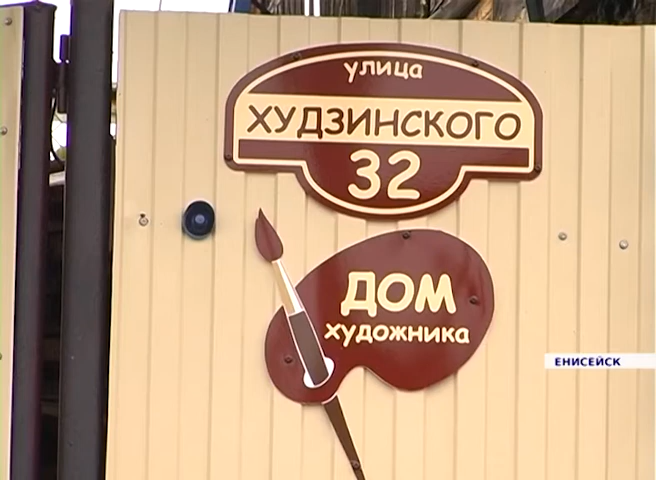 улица
ХУДЗИНСКОГО
32
ДОМ
художника
ЕНИСЕЙСК